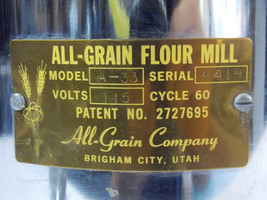 ALL-GRAIN FLOUR MILL
MODEL A-33 SERIAL
VOLTS 115 CYCLE 60
PATENT NO. 2727695
All-Grain Company
BRIGHAM CITY, UTAH